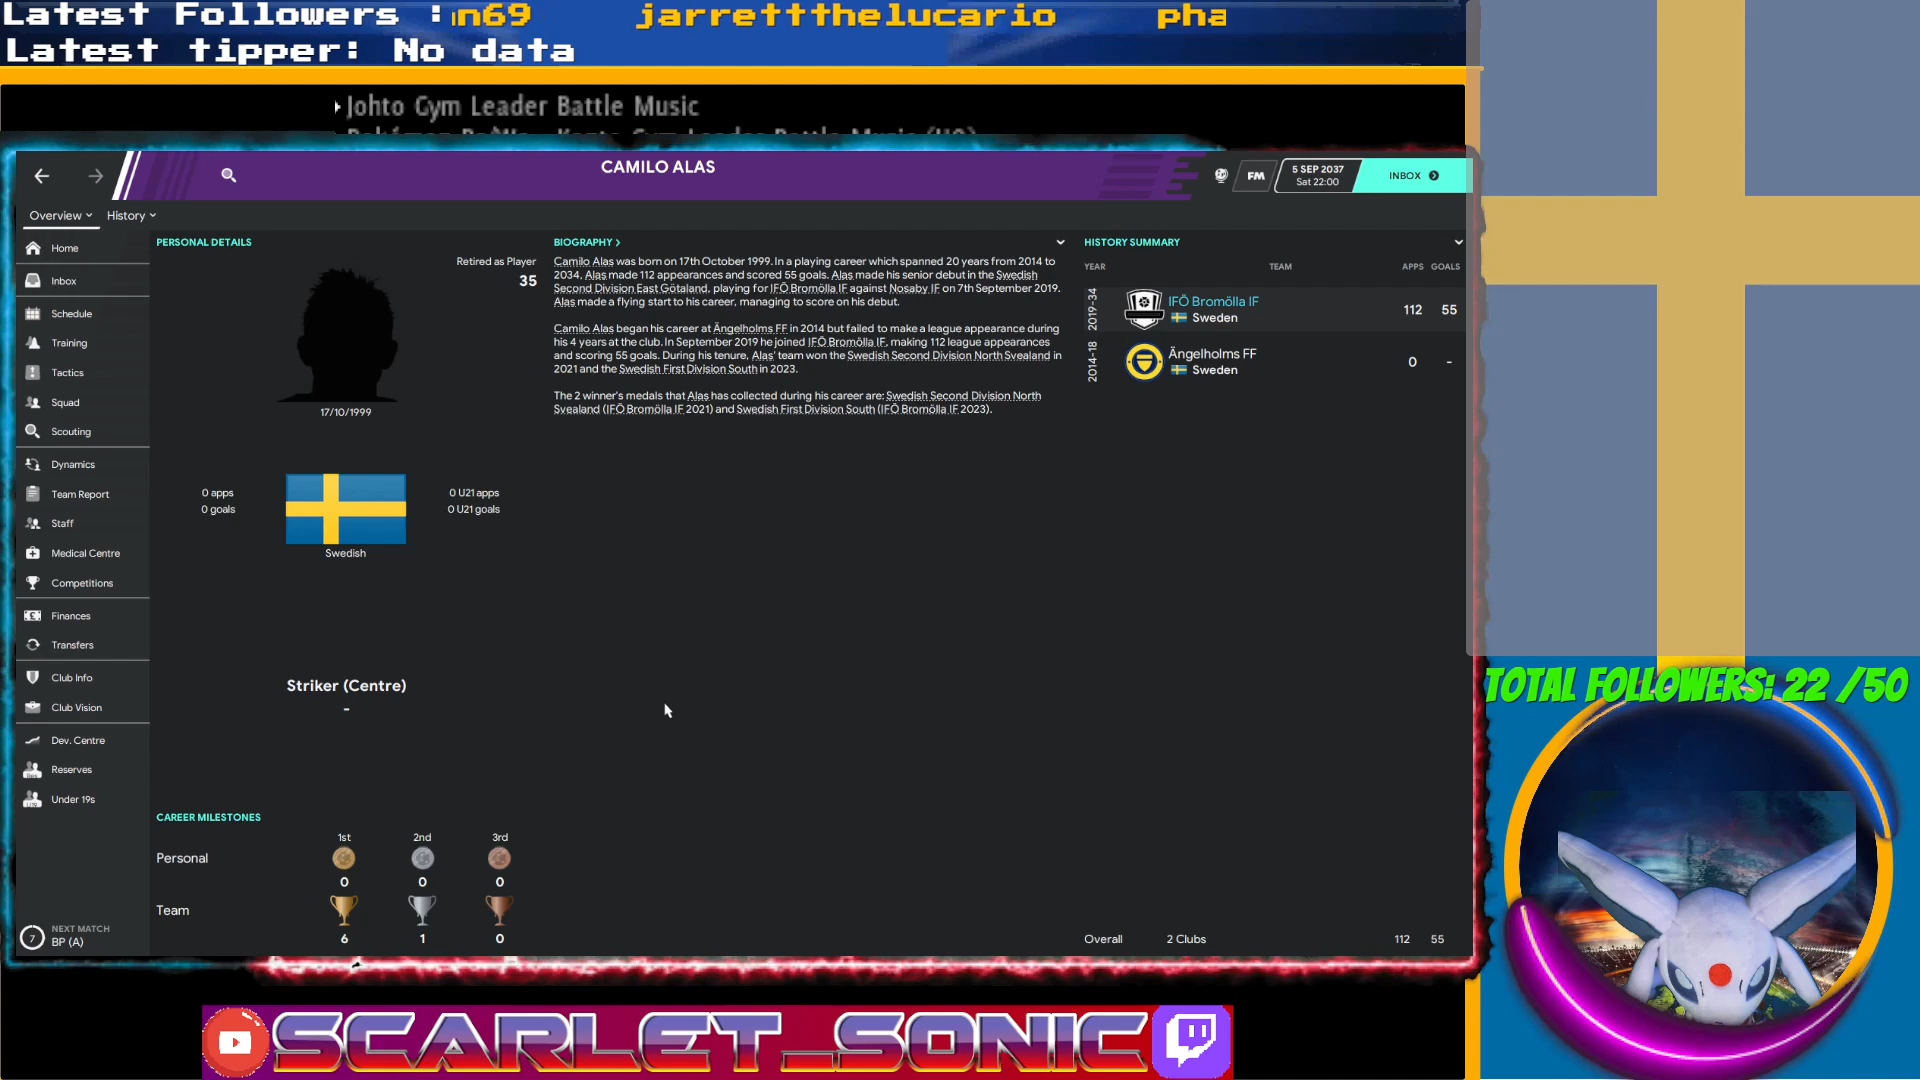 Latest Followers : n69 jarrettthelucario pha
Latest tipper: No data
Johto Gym Leader Battle Music
CAMILO ALAS
FM
5 SEP 2037
Sat 22:00
INBOX
Overview
History
Home
Inbox
Schedule
Training
Tactics
Squad
Scouting
Dynamics
Team Report
Staff
Medical Centre
Competitions
Finances
Transfers
Club Info
Club Vision
Dev. Centre
Reserves
Under 19s
7
NEXT MATCH
BP (A)
PERSONAL DETAILS
Retired as Player
35
17/10/1999
0 apps
0 goals
0 U21 apps
0 U21 goals
Swedish
Striker (Centre)
-
CAREER MILESTONES
1st 2nd 3rd
Personal
0 0 0
Team
6 1 0
BIOGRAPHY >
Camilo Alas was born on 17th October 1999. In a playing career which spanned 20 years from 2014 to
2034, Alas made 112 appearances and scored 55 goals. Alas made his senior debut in the Swedish
Second Division East Götaland, playing for IFÖ Bromölla IF against Nosaby IF on 7th September 2019.
Alas made a flying start to his career, managing to score on his debut.
Camilo Alas began his career at Ängelholms FF in 2014 but failed to make a league appearance during
his 4 years at the club. In September 2019 he joined IFÖ Bromölla IF, making 112 league appearances
and scoring 55 goals. During his tenure, Alas' team won the Swedish Second Division North Svealand in
2021 and the Swedish First Division South in 2023.
The 2 winner's medals that Alas has collected during his career are: Swedish Second Division North
Svealand (IFÖ Bromölla IF 2021) and Swedish First Division South (IFÖ Bromölla IF 2023).
HISTORY SUMMARY
YEAR TEAM APPS GOALS
2019-34 IFÖ Bromölla IF 112 55
Sweden
2014-18 Ängelholms FF 0 -
Sweden
Overall 2 Clubs 112 55
TOTAL FOLLOWERS: 22 /50
SCARLET_SONIC